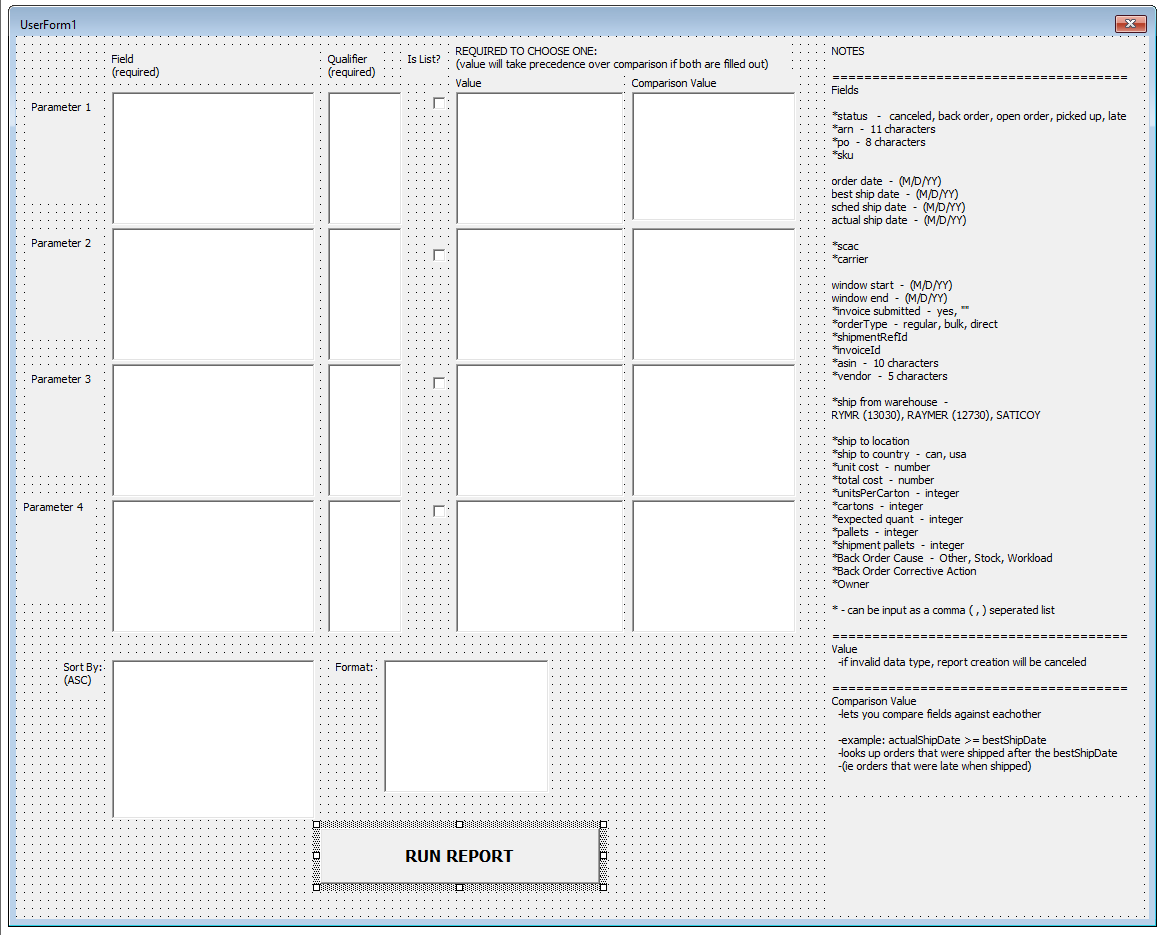 UserForm1
Field
(required)
Qualifier
(required)
Is List?
REQUIRED TO CHOOSE ONE:
(value will take precedence over comparison if both are filled out)
Value
Comparison Value
Parameter 1
Parameter 2
Parameter 3
Parameter 4
Sort By:
(ASC)
Format:
RUN REPORT
NOTES
=====================================
Fields
*status - canceled, back order, open order, picked up, late
*arn - 11 characters
*po - 8 characters
*sku
order date - (M/D/YY)
best ship date - (M/D/YY)
sched ship date - (M/D/YY)
actual ship date - (M/D/YY)
*scac
*carrier
window start - (M/D/YY)
window end - (M/D/YY)
*invoice submitted - yes, ""
*orderType - regular, bulk, direct
*shipmentRefId
*invoiceId
*asin - 10 characters
*vendor - 5 characters
*ship from warehouse -
RYMR (13030), RAYMER (12730), SATICOY
*ship to location
*ship to country - can, usa
*unit cost - number
*total cost - number
*unitsPerCarton - integer
*cartons - integer
*expected quant - integer
*pallets - integer
*shipment pallets - integer
*Back Order Cause - Other, Stock, Workload
*Back Order Corrective Action
*Owner
* - can be input as a comma ( , ) seperated list
=====================================
Value
-if invalid data type, report creation will be canceled
=====================================
Comparison Value
-lets you compare fields against eachother
-example: actualShipDate >= bestShipDate
-looks up orders that were shipped after the bestShipDate
-(ie orders that were late when shipped)